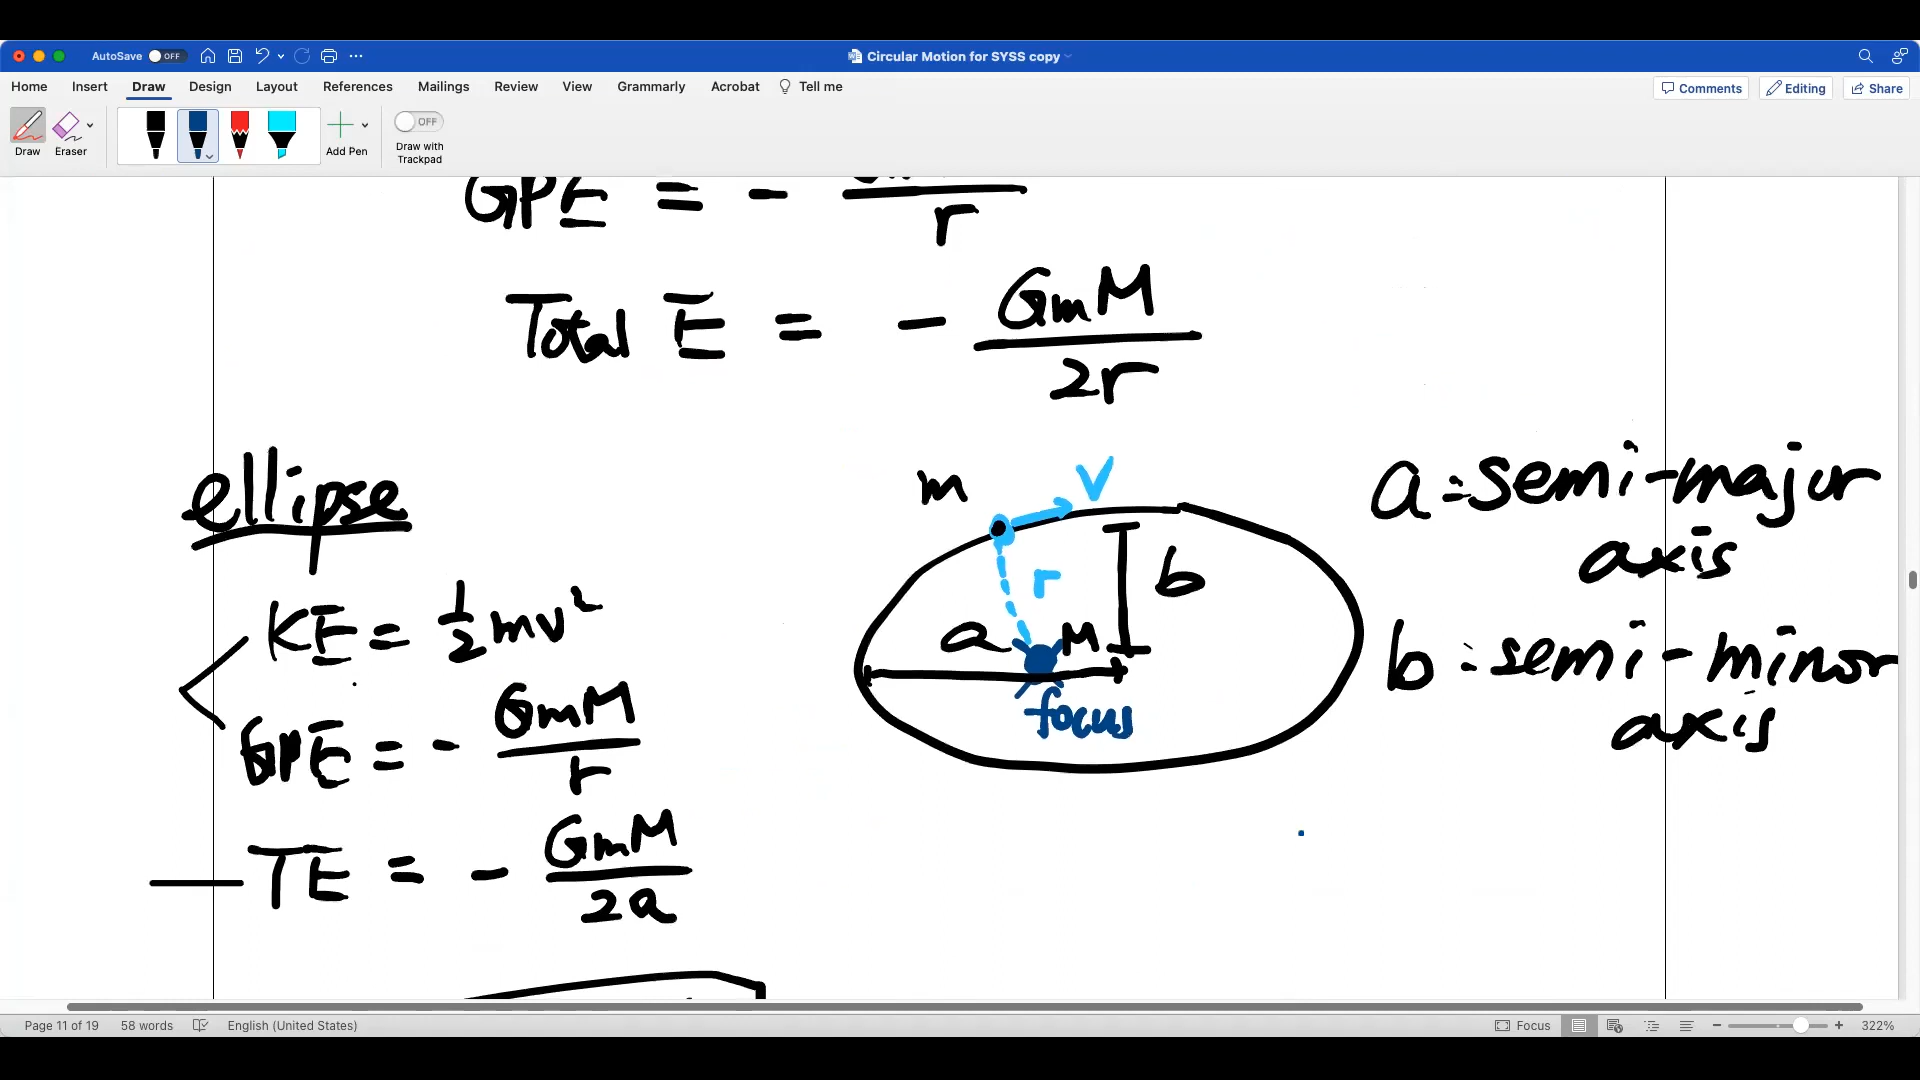 AutoSave OFF
Circular Motion for SYSS copy
Home Insert Draw Design Layout References Mailings Review View Grammarly Acrobat Tell me
Comments Editing Share
OFF
Draw Eraser Add Pen Draw with Trackpad
GPE = - —
r
Total E = - GmM
2r
ellipse
KE = 1/2 mv²
GPE = - GmM
r
TE = - GmM
2a
m
V
r
b
a
M
focus
a = semi-major
axis
b = semi-minor
axis
Page 11 of 19 58 words English (United States) Focus 322%